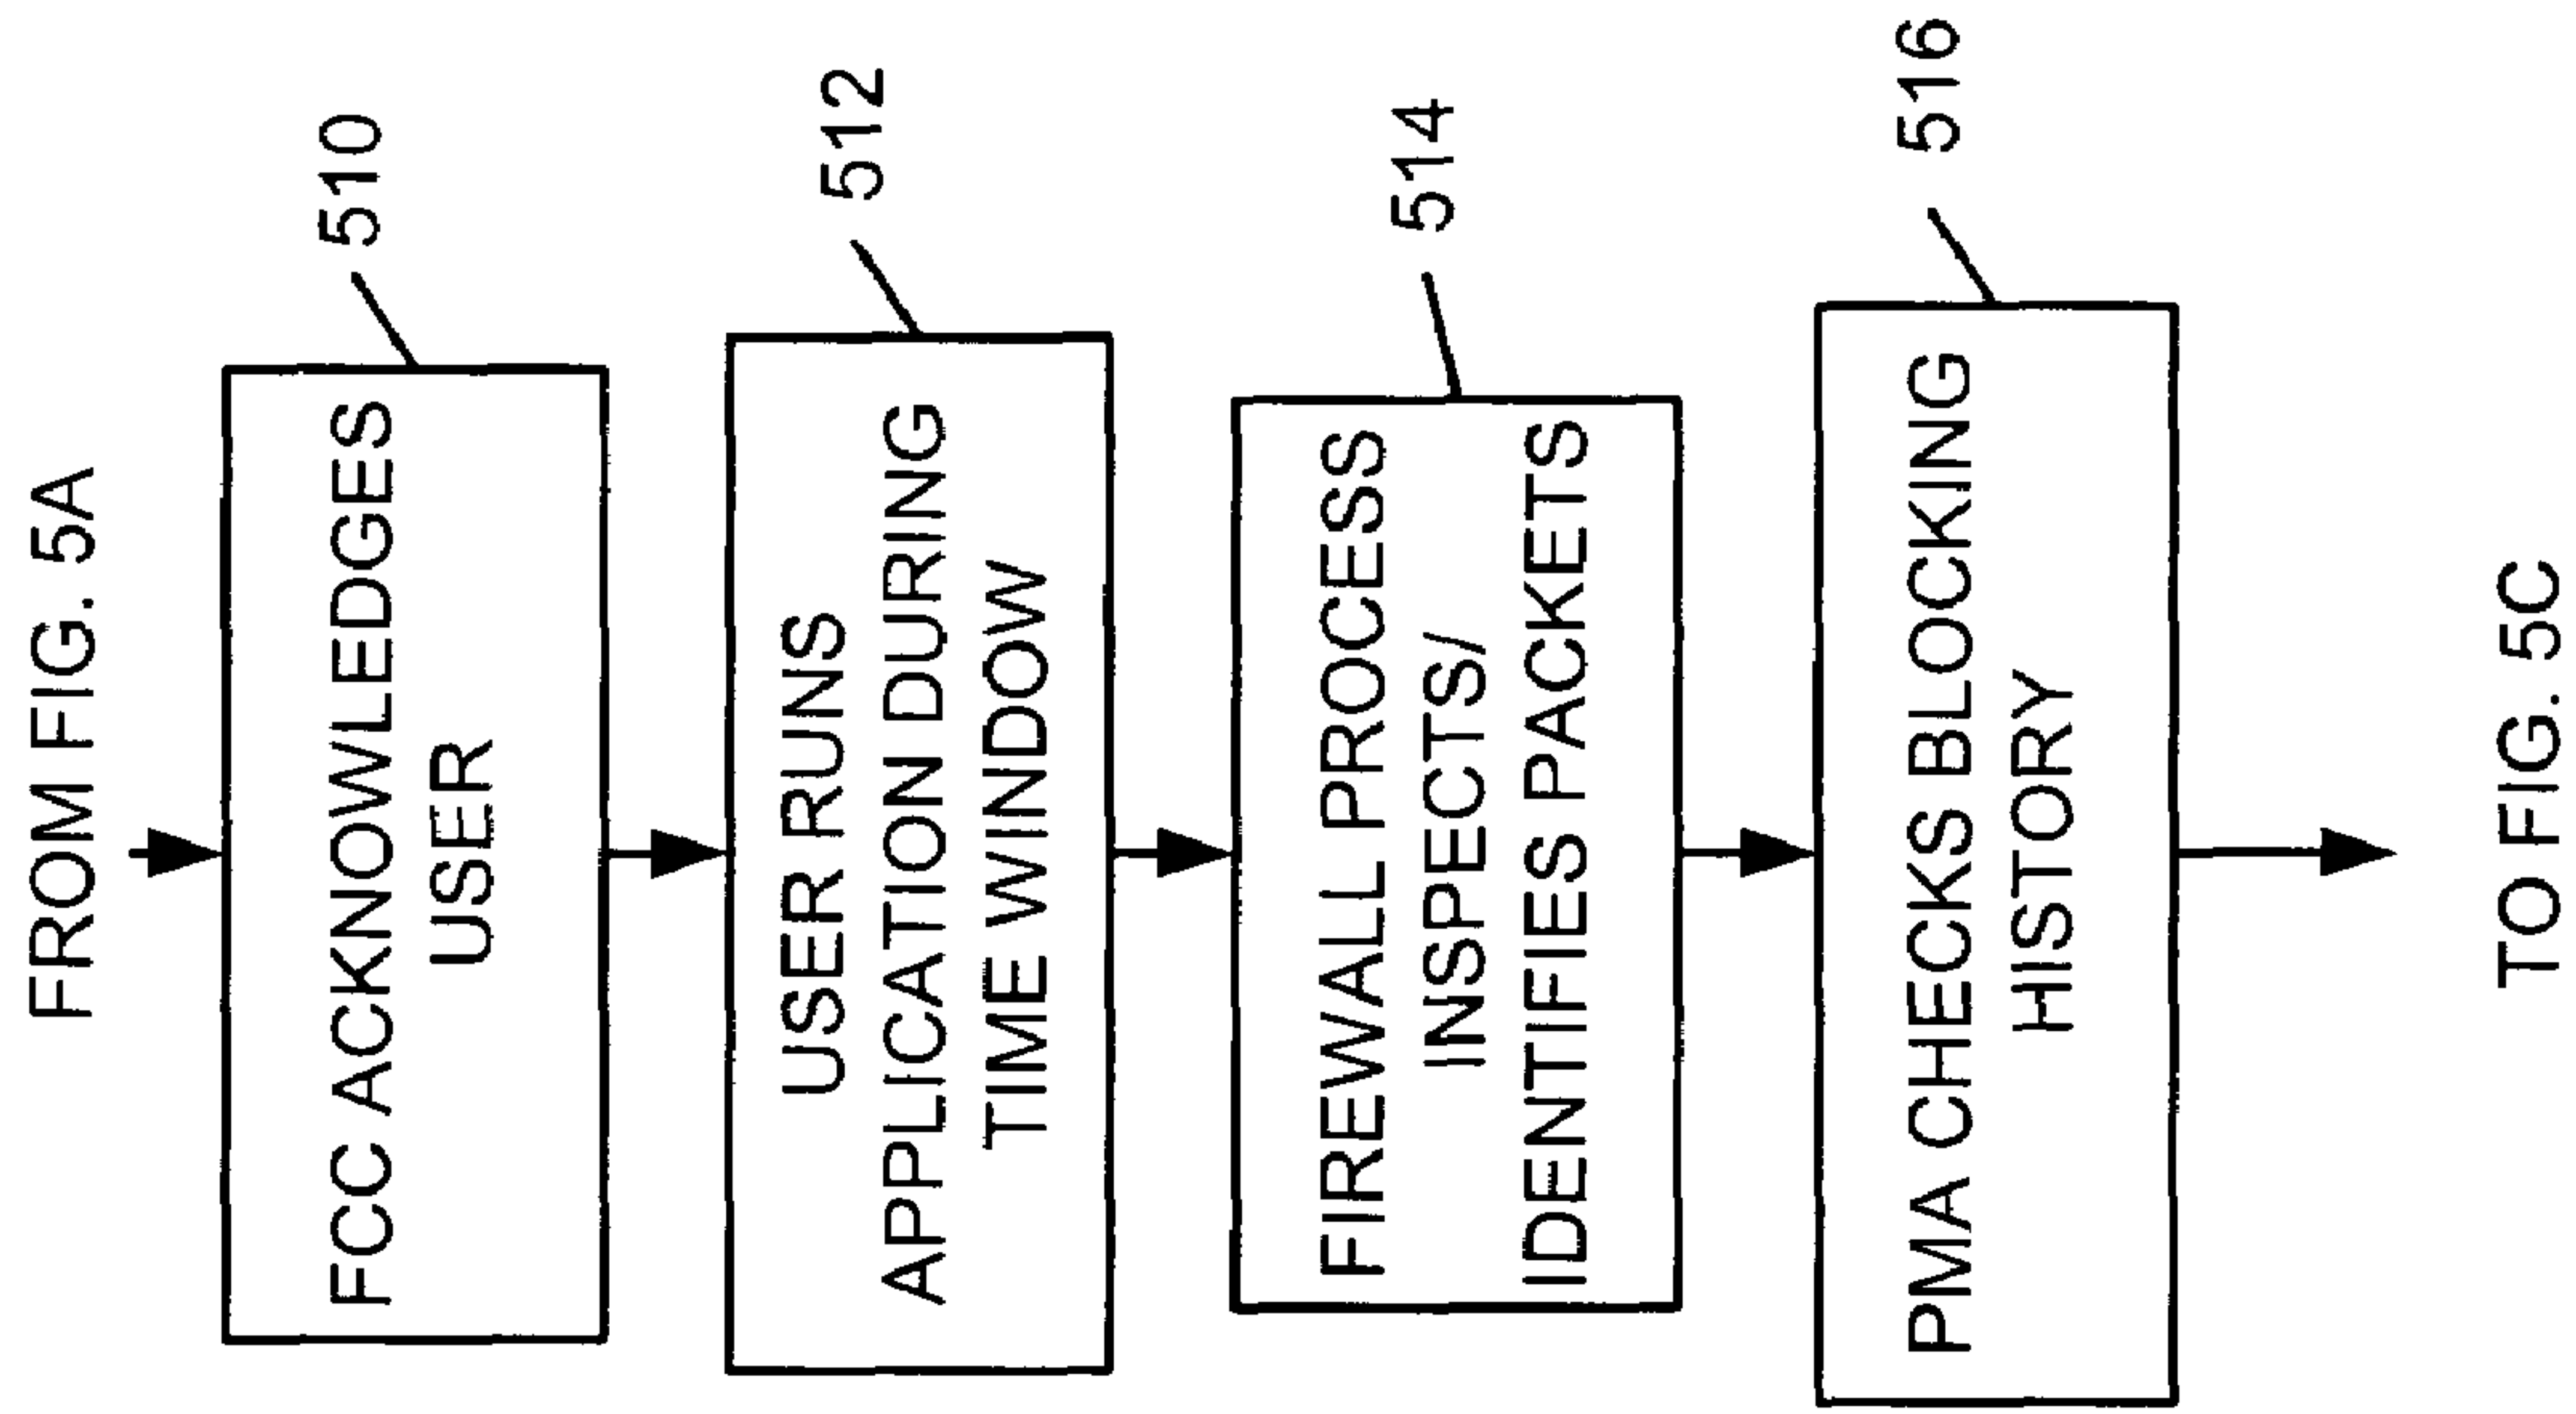 FROM FIG. 5A
FCC ACKNOWLEDGES
USER
510
USER RUNS
APPLICATION DURING
TIME WINDOW
512
FIREWALL PROCESS
INSPECTS/
IDENTIFIES PACKETS
514
PMA CHECKS BLOCKING
HISTORY
516
TO FIG. 5C